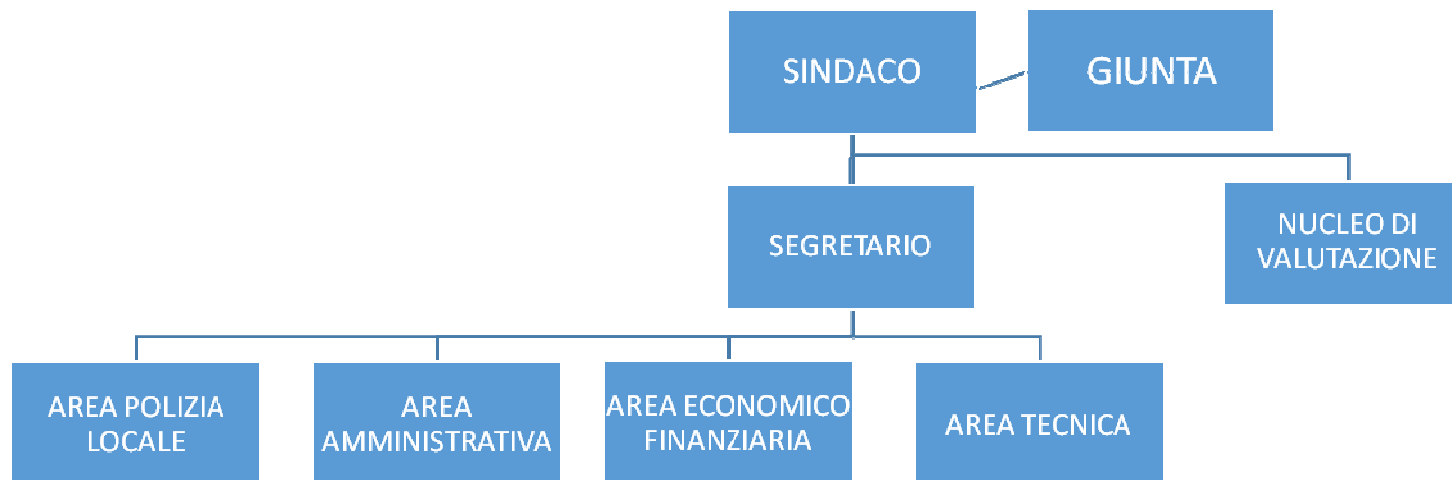 SINDACO
GIUNTA
SEGRETARIO
NUCLEO DI
VALUTAZIONE
AREA POLIZIA
LOCALE
AREA
AMMINISTRATIVA
AREA ECONOMICO
FINANZIARIA
AREA TECNICA